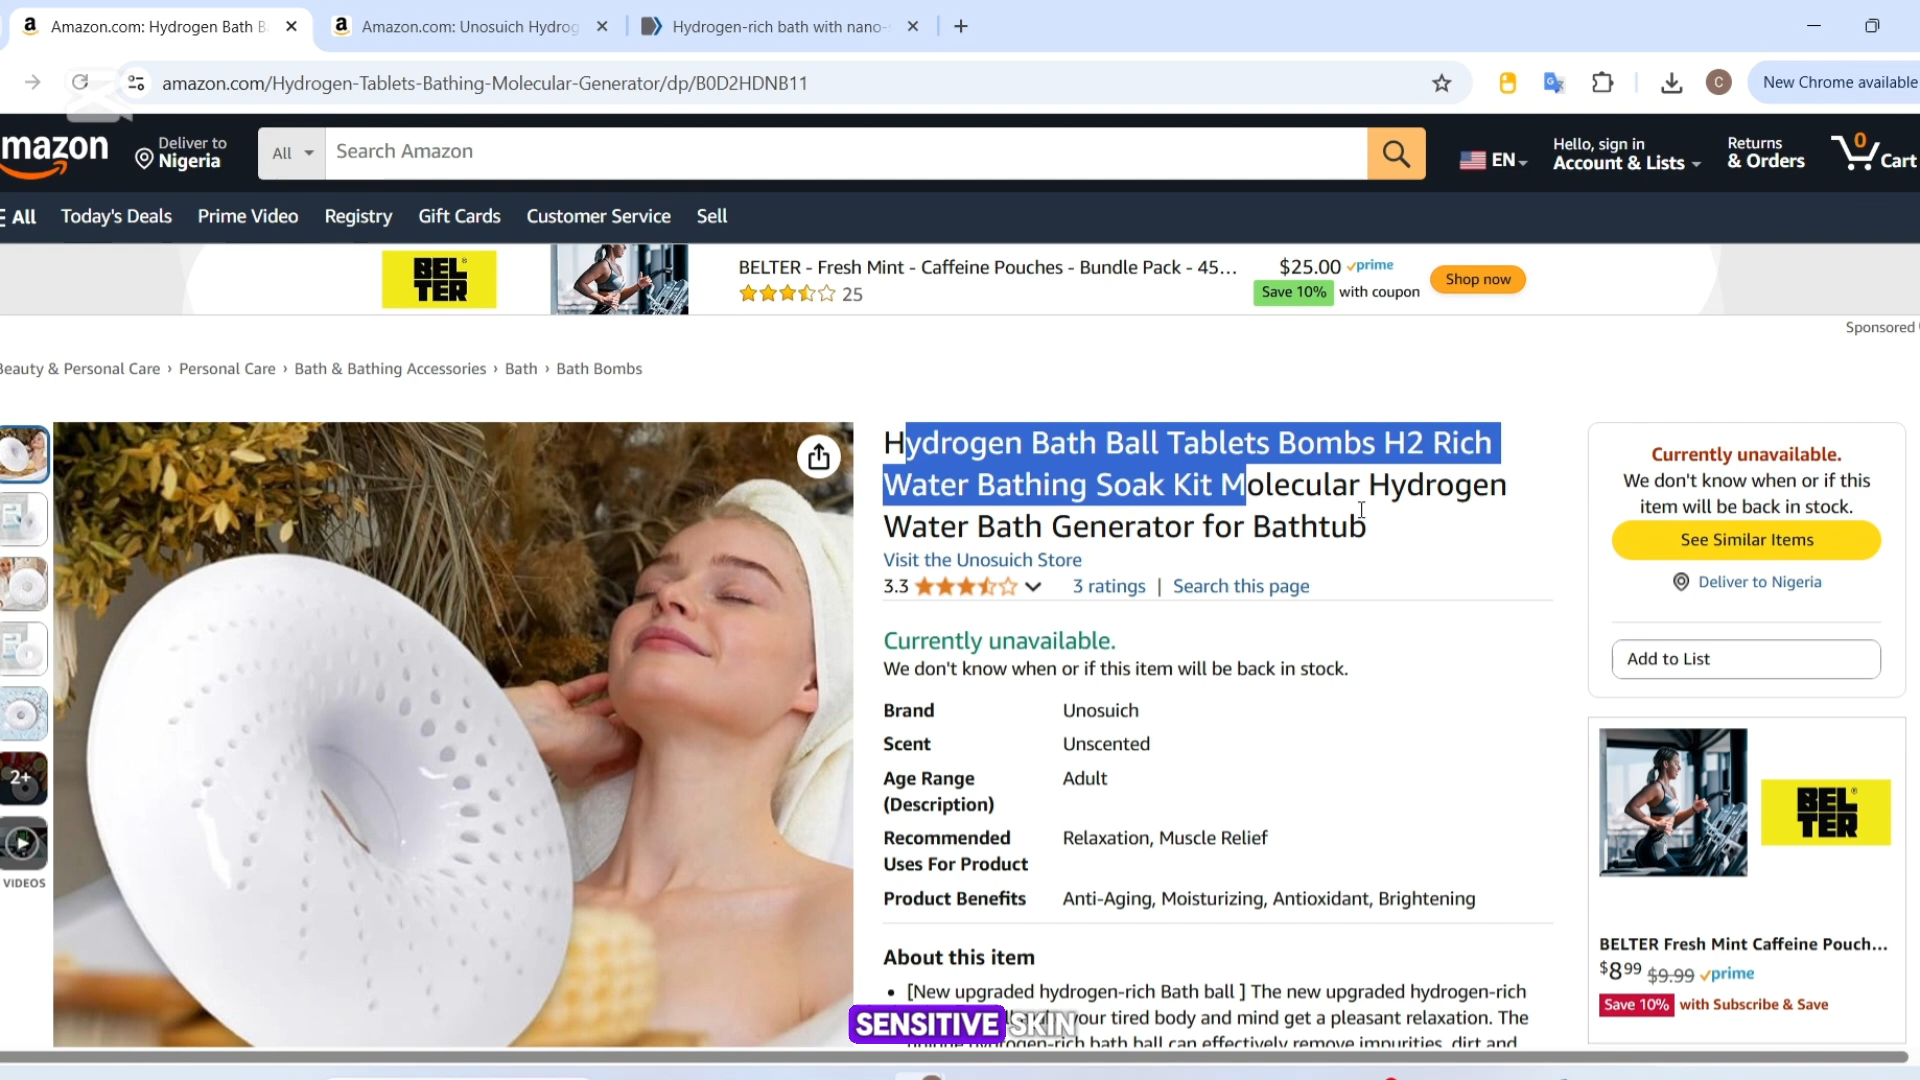 Amazon.com: Hydrogen Bath B
Amazon.com: Unosuich Hydrog
Hydrogen-rich bath with nano-
amazon.com/Hydrogen-Tablets-Bathing-Molecular-Generator/dp/B0D2HDNB11
C
New Chrome available
mazon
Deliver to
Nigeria
All
Search Amazon
EN
Hello, sign in
Account & Lists
Returns
& Orders
0
Cart
All
Today's Deals
Prime Video
Registry
Gift Cards
Customer Service
Sell
BEL
TER
BELTER - Fresh Mint - Caffeine Pouches - Bundle Pack - 45...
25
$25.00 prime
Save 10% with coupon
Shop now
Sponsored
Beauty & Personal Care › Personal Care › Bath & Bathing Accessories › Bath › Bath Bombs
2+
VIDEOS
Hydrogen Bath Ball Tablets Bombs H2 Rich
Water Bathing Soak Kit Molecular Hydrogen
Water Bath Generator for Bathtub
Visit the Unosuich Store
3.3
3 ratings | Search this page
Currently unavailable.
We don't know when or if this item will be back in stock.
Brand Unosuich
Scent Unscented
Age Range
(Description)
Adult
Recommended
Uses For Product
Relaxation, Muscle Relief
Product Benefits Anti-Aging, Moisturizing, Antioxidant, Brightening
About this item
• [New upgraded hydrogen-rich Bath ball ] The new upgraded hydrogen-rich
your tired body and mind get a pleasant relaxation. The
hydrogen-rich bath ball can effectively remove impurities, dirt and
SENSITIVE SKIN
Currently unavailable.
We don't know when or if this
item will be back in stock.
See Similar Items
Deliver to Nigeria
Add to List
BEL
TER
BELTER Fresh Mint Caffeine Pouch...
$8.99 $9.99 prime
Save 10% with Subscribe & Save